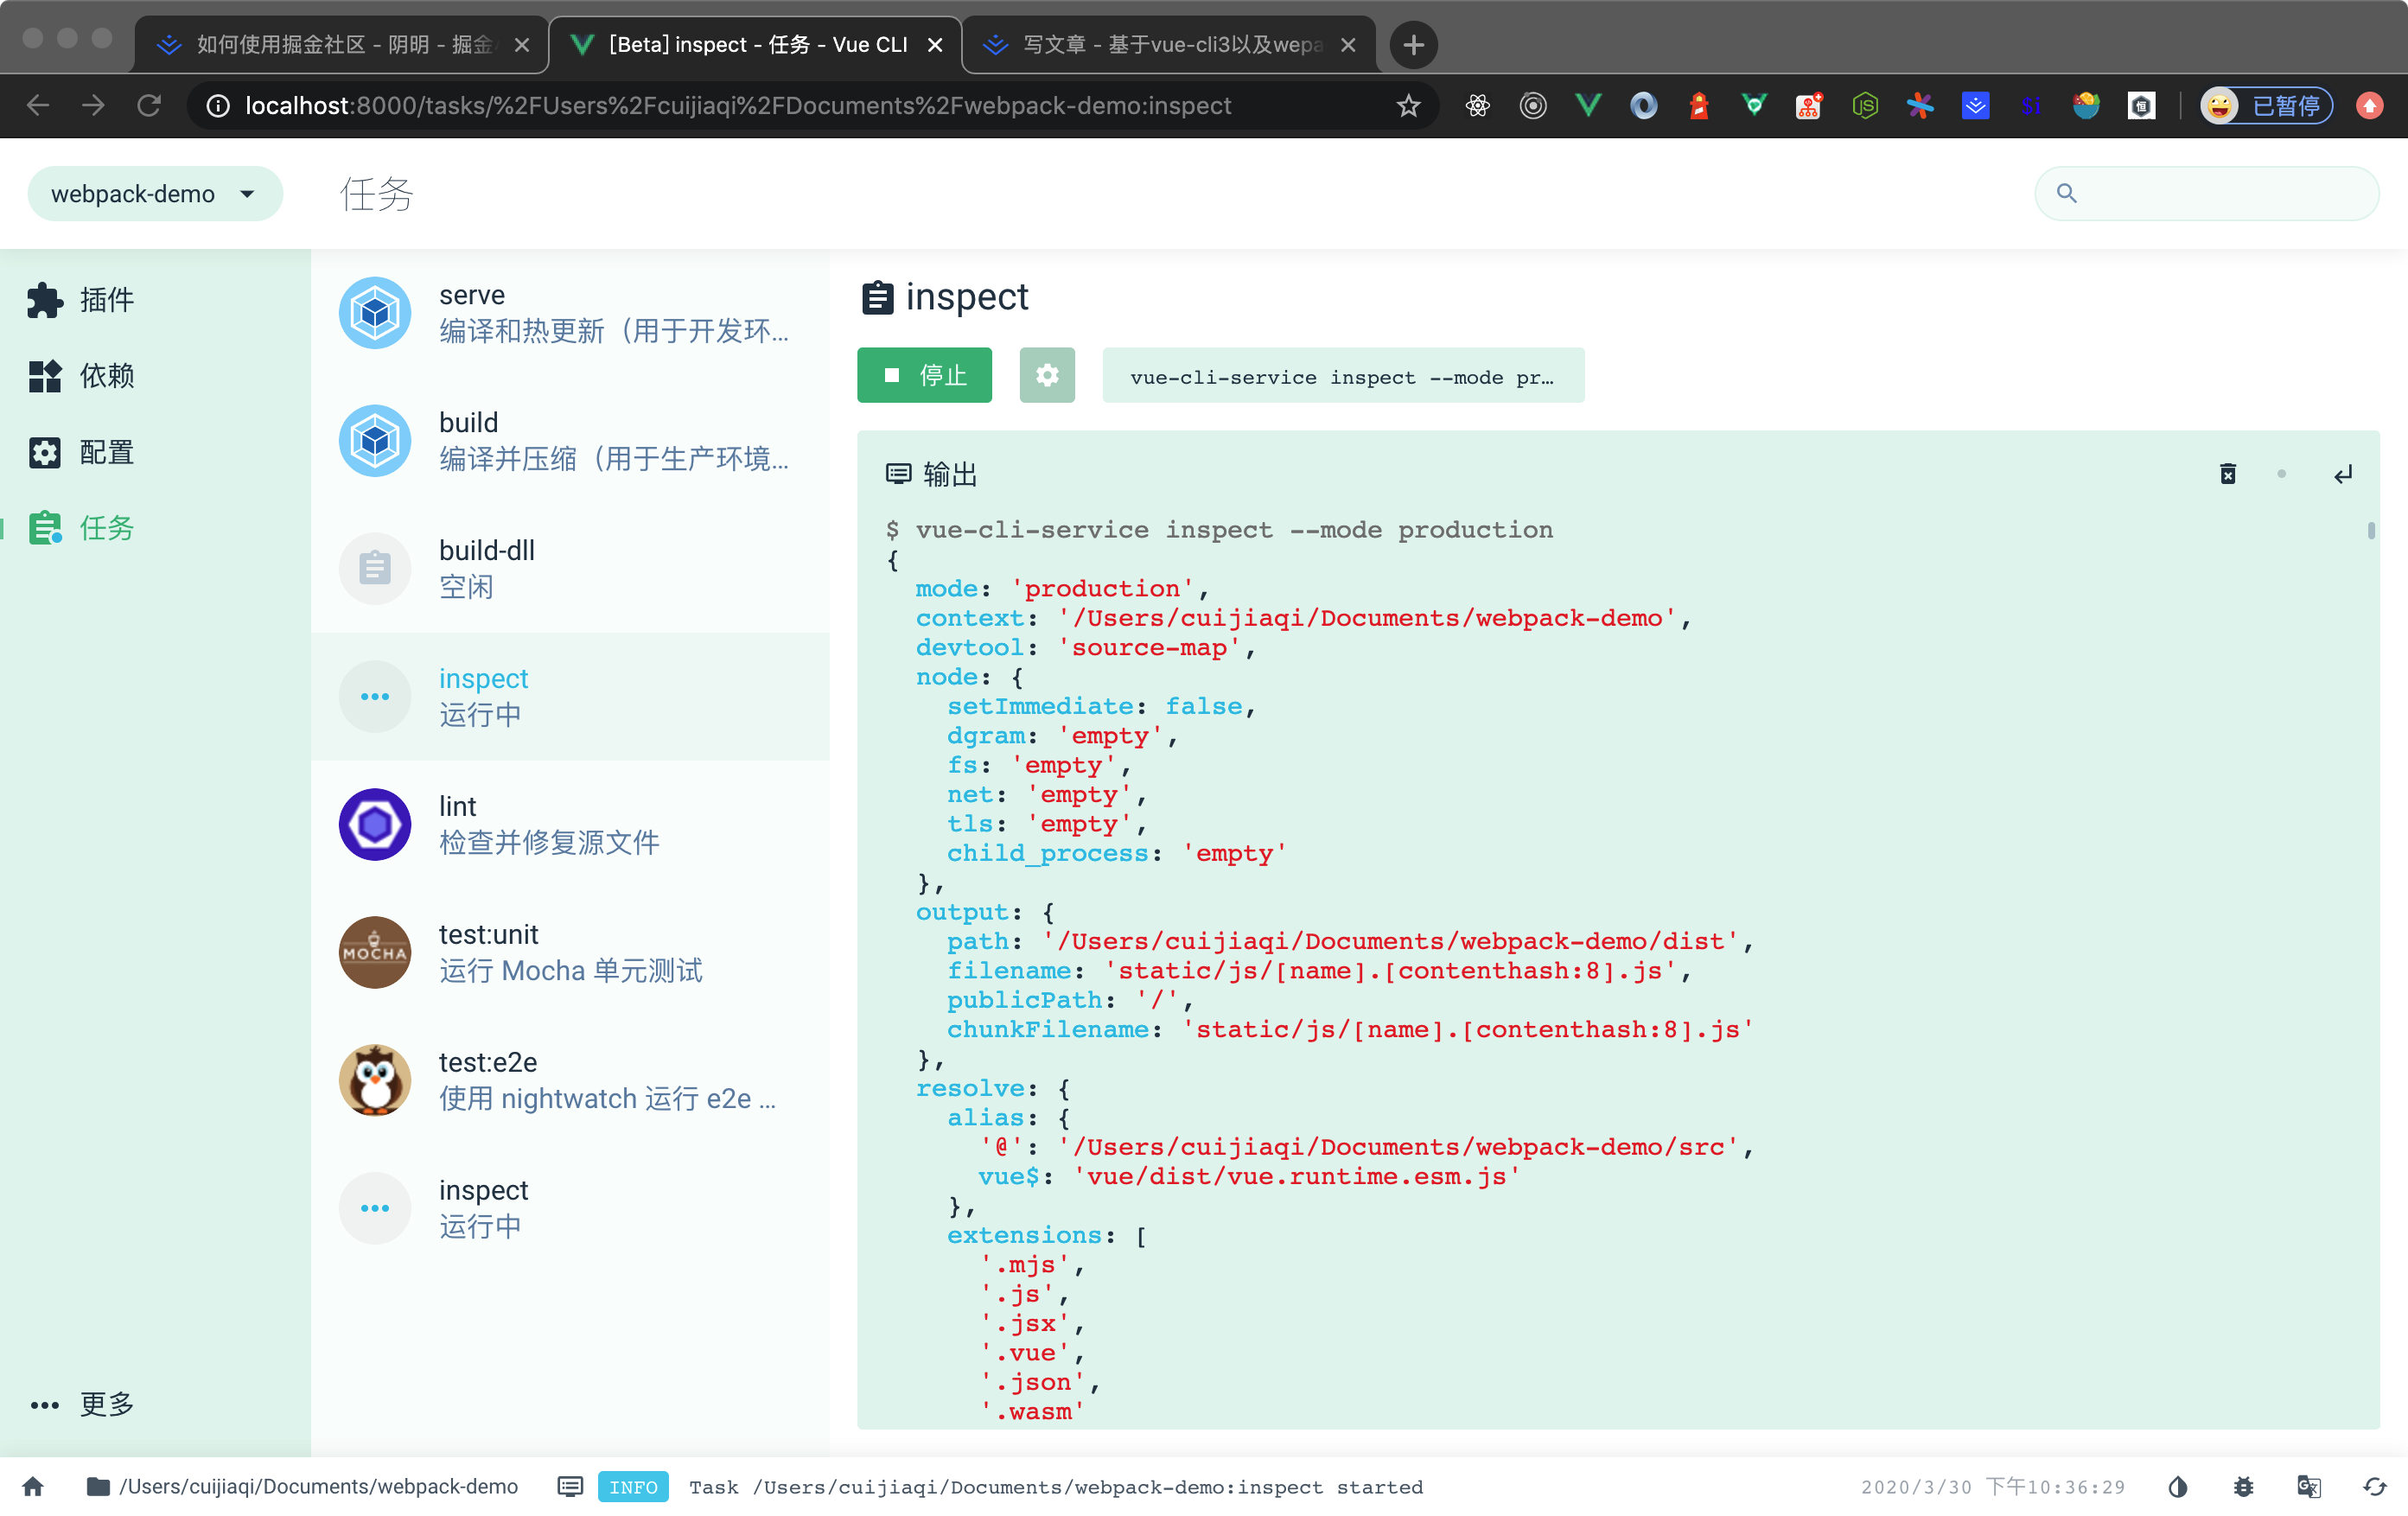 如何使用掘金社区 - 阴明 - 掘金
[Beta] inspect - 任务 - Vue CLI
写文章 - 基于vue-cli3以及wepa
localhost:8000/tasks/%2FUsers%2Fcuijiaqi%2FDocuments%2Fwebpack-demo:inspect
已暂停
webpack-demo
任务
插件
依赖
配置
任务
更多
serve
编译和热更新（用于开发环...
build
编译并压缩（用于生产环境...
build-dll
空闲
inspect
运行中
lint
检查并修复源文件
MOCHA
test:unit
运行 Mocha 单元测试
test:e2e
使用 nightwatch 运行 e2e ...
inspect
运行中
inspect
停止
vue-cli-service inspect --mode pr…
输出
$ vue-cli-service inspect --mode production
{
  mode: 'production',
  context: '/Users/cuijiaqi/Documents/webpack-demo',
  devtool: 'source-map',
  node: {
    setImmediate: false,
    dgram: 'empty',
    fs: 'empty',
    net: 'empty',
    tls: 'empty',
    child_process: 'empty'
  },
  output: {
    path: '/Users/cuijiaqi/Documents/webpack-demo/dist',
    filename: 'static/js/[name].[contenthash:8].js',
    publicPath: '/',
    chunkFilename: 'static/js/[name].[contenthash:8].js'
  },
  resolve: {
    alias: {
      '@': '/Users/cuijiaqi/Documents/webpack-demo/src',
      vue$: 'vue/dist/vue.runtime.esm.js'
    },
    extensions: [
      '.mjs',
      '.js',
      '.jsx',
      '.vue',
      '.json',
      '.wasm'
/Users/cuijiaqi/Documents/webpack-demo
INFO
Task /Users/cuijiaqi/Documents/webpack-demo:inspect started
2020/3/30 下午10:36:29